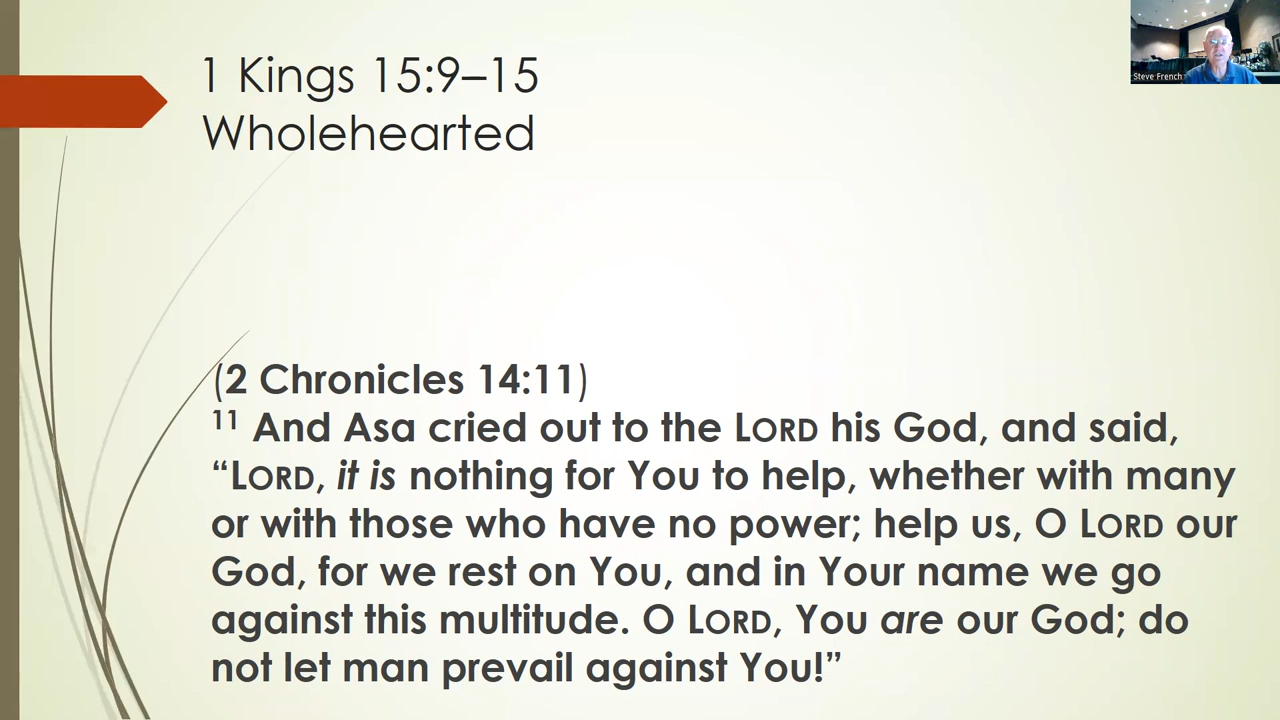 1 Kings 15:9–15
Wholehearted
Steve French
(2 Chronicles 14:11)
¹¹ And Asa cried out to the LORD his God, and said,
“LORD, it is nothing for You to help, whether with many
or with those who have no power; help us, O LORD our
God, for we rest on You, and in Your name we go
against this multitude. O LORD, You are our God; do
not let man prevail against You!”